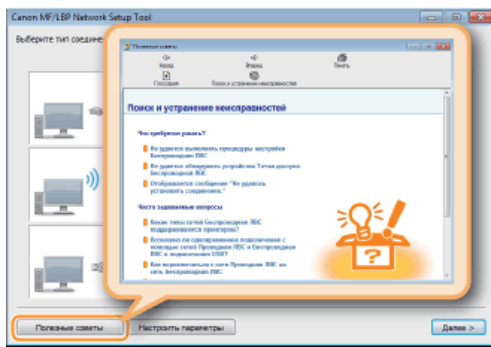 Canon MF/LBP Network Setup Tool
Выберите тип соедине
Полезные советы
Назад
Вперед
Печать
Глоссарий
Поиск и устранение неисправностей
Поиск и устранение неисправностей
Что требуется узнать?
Не удается выполнить процедуры настройки
Беспроводная ЛВС
Не удается обнаружить устройство Точка доступа
беспроводной ЛВС
Отображается сообщение "Не удалось
установить соединение."
Часто задаваемые вопросы
Какие типы сетей Беспроводная ЛВС
поддерживаются принтером?
Возможно ли одновременное подключение с
помощью сетей Проводная ЛВС и Беспроводная
ЛВС и подключения USB?
Как переключиться с сети Проводная ЛВС на
сеть Беспроводная ЛВС
?
Полезные советы
Настроить параметры
Далее >